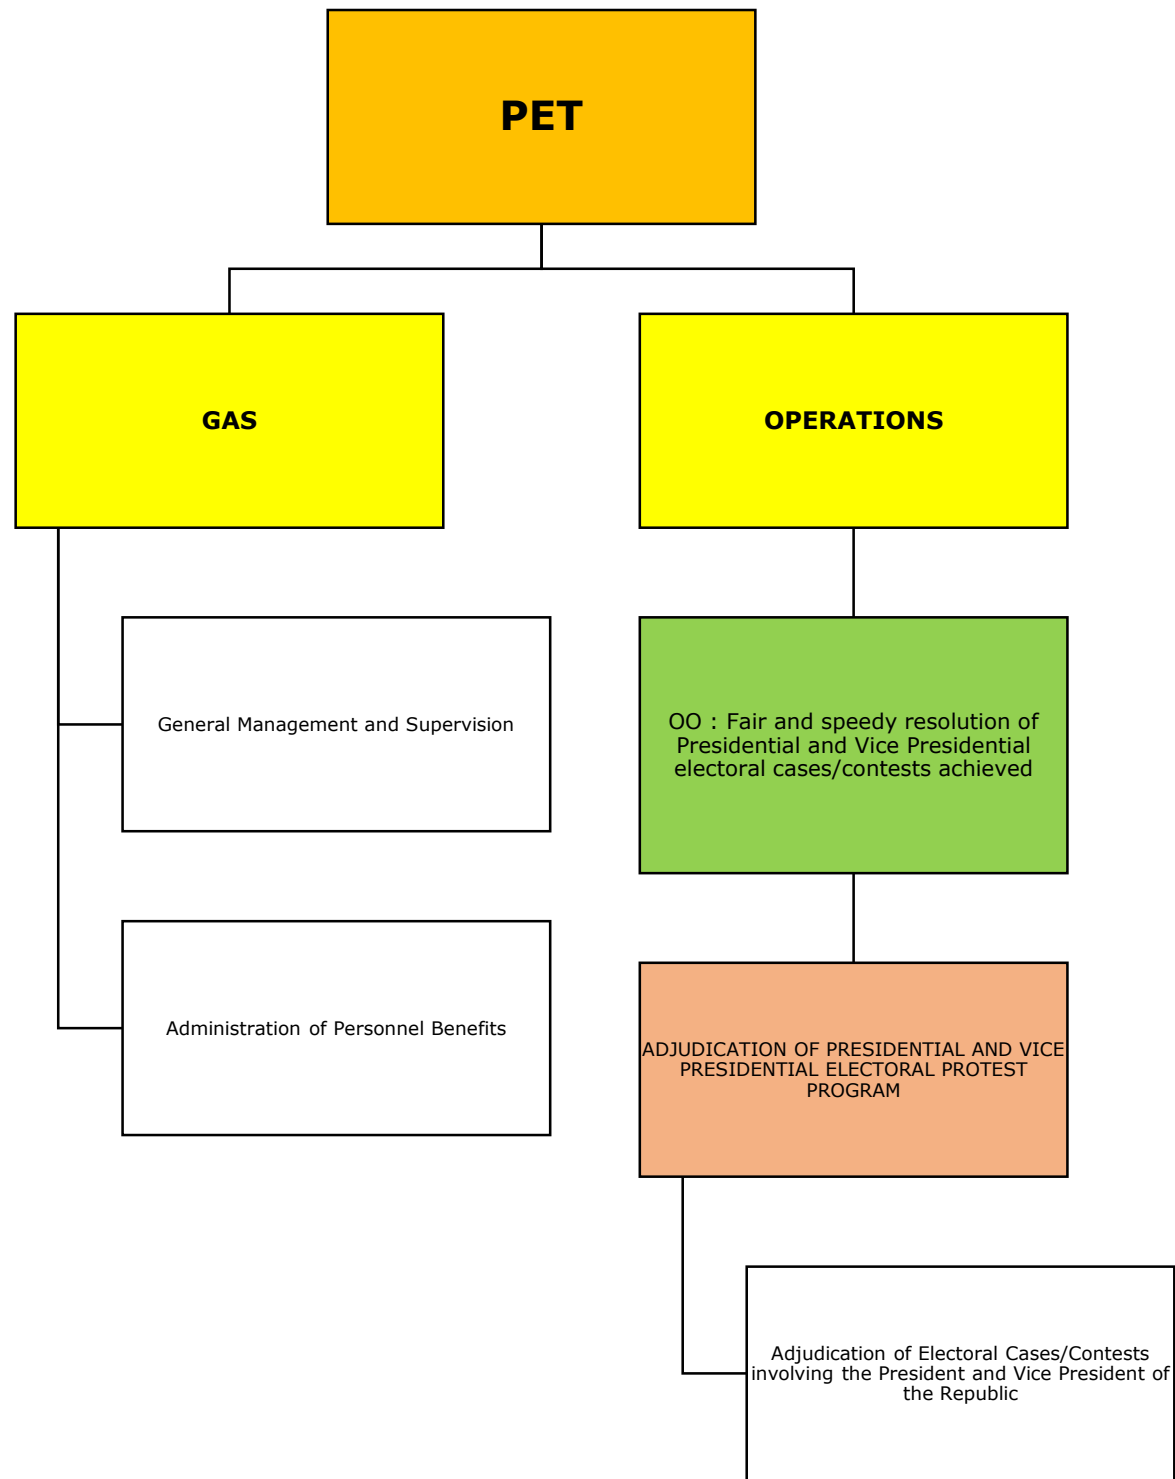 PET
GAS
OPERATIONS
General Management and Supervision
OO : Fair and speedy resolution of
Presidential and Vice Presidential
electoral cases/contests achieved
Administration of Personnel Benefits
ADJUDICATION OF PRESIDENTIAL AND VICE
PRESIDENTIAL ELECTORAL PROTEST
PROGRAM
Adjudication of Electoral Cases/Contests
involving the President and Vice President of
the Republic